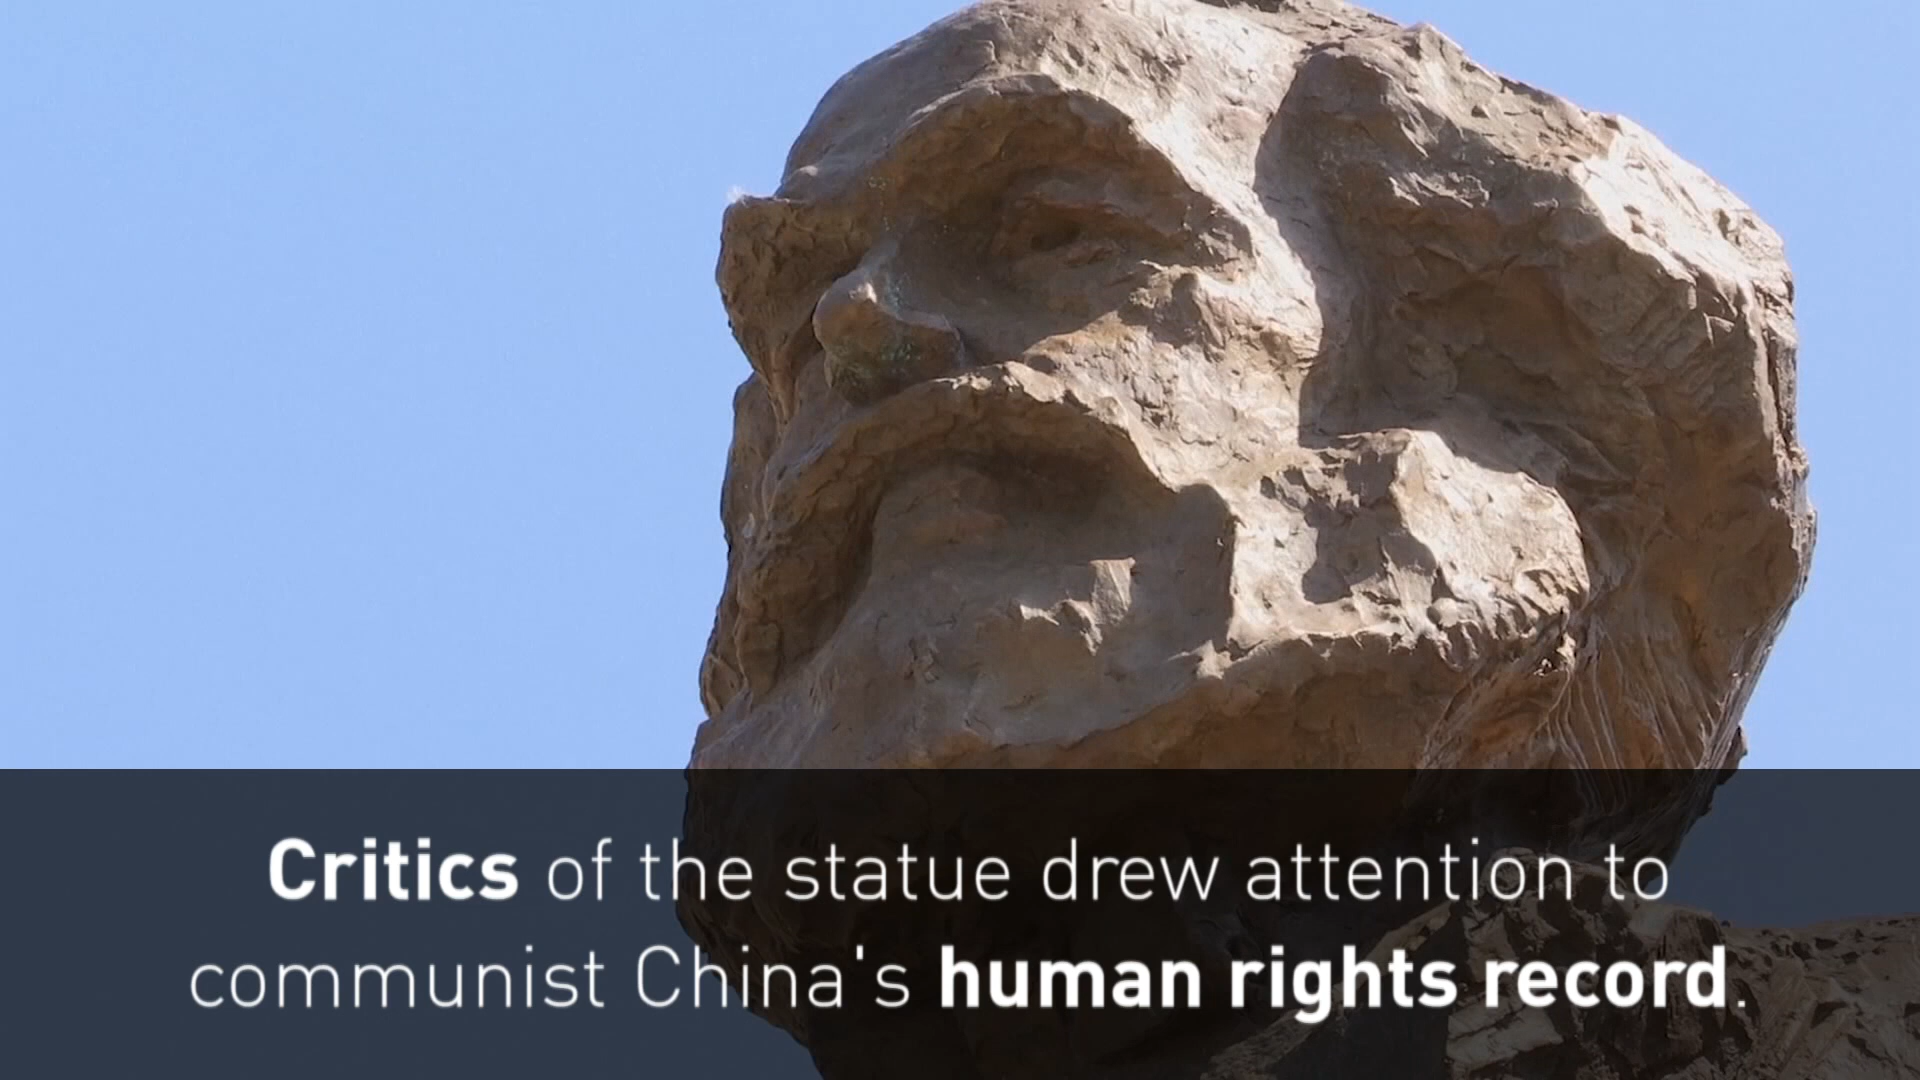 Critics of the statue drew attention to
communist China's human rights record.